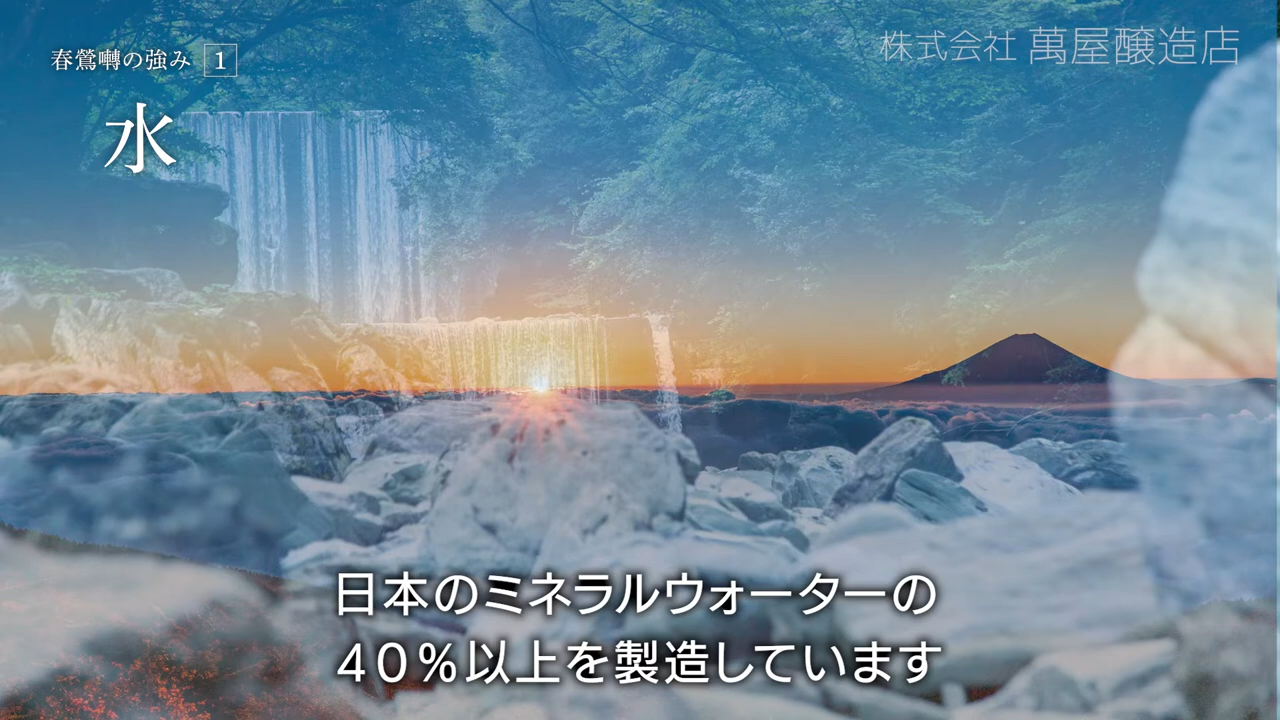 春鶯囀の強み 1
株式会社 萬屋醸造店
水
日本のミネラルウォーターの
４０％以上を製造しています